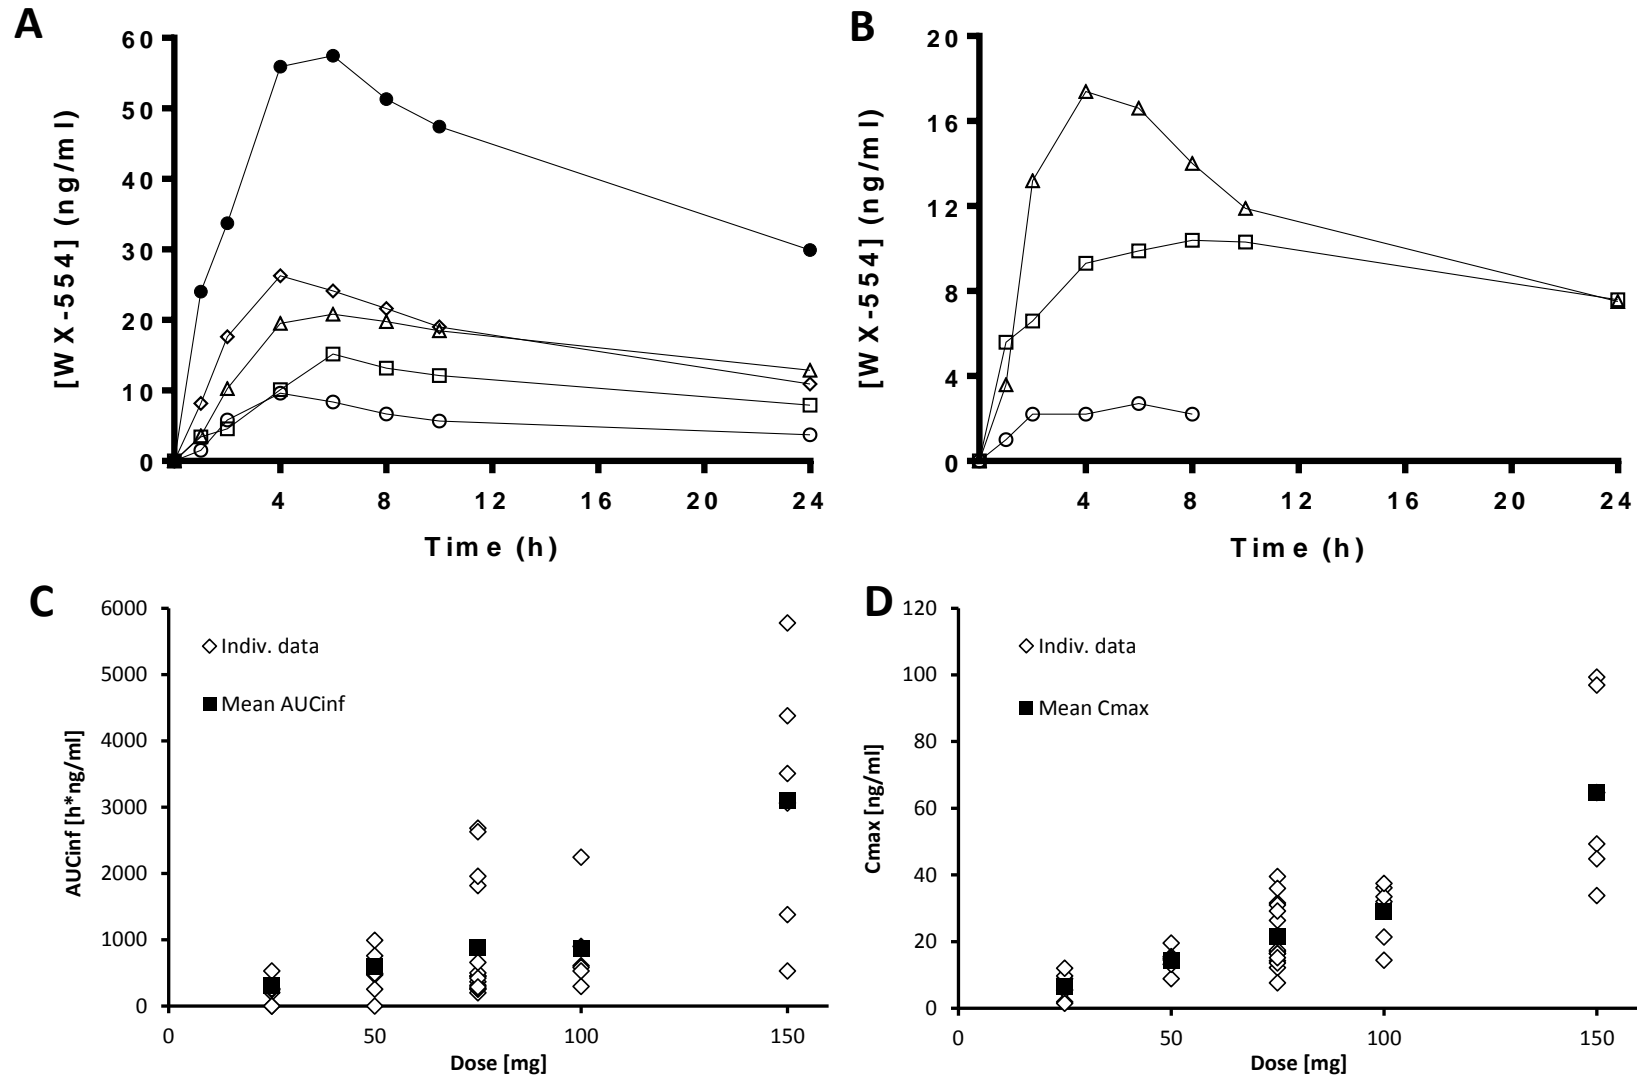 A
60
50
40
30
20
10
0
[WX-554] (ng/ml)
4 8 12 16 20 24
Time (h)
B
20
16
12
8
4
0
[WX-554] (ng/ml)
4 8 12 16 20 24
Time (h)
C
6000
5000
4000
3000
2000
1000
0
AUCinf [h*ng/ml]
Indiv. data
Mean AUCinf
0 50 100 150
Dose [mg]
D
120
100
80
60
40
20
0
Cmax [ng/ml]
Indiv. data
Mean Cmax
0 50 100 150
Dose [mg]